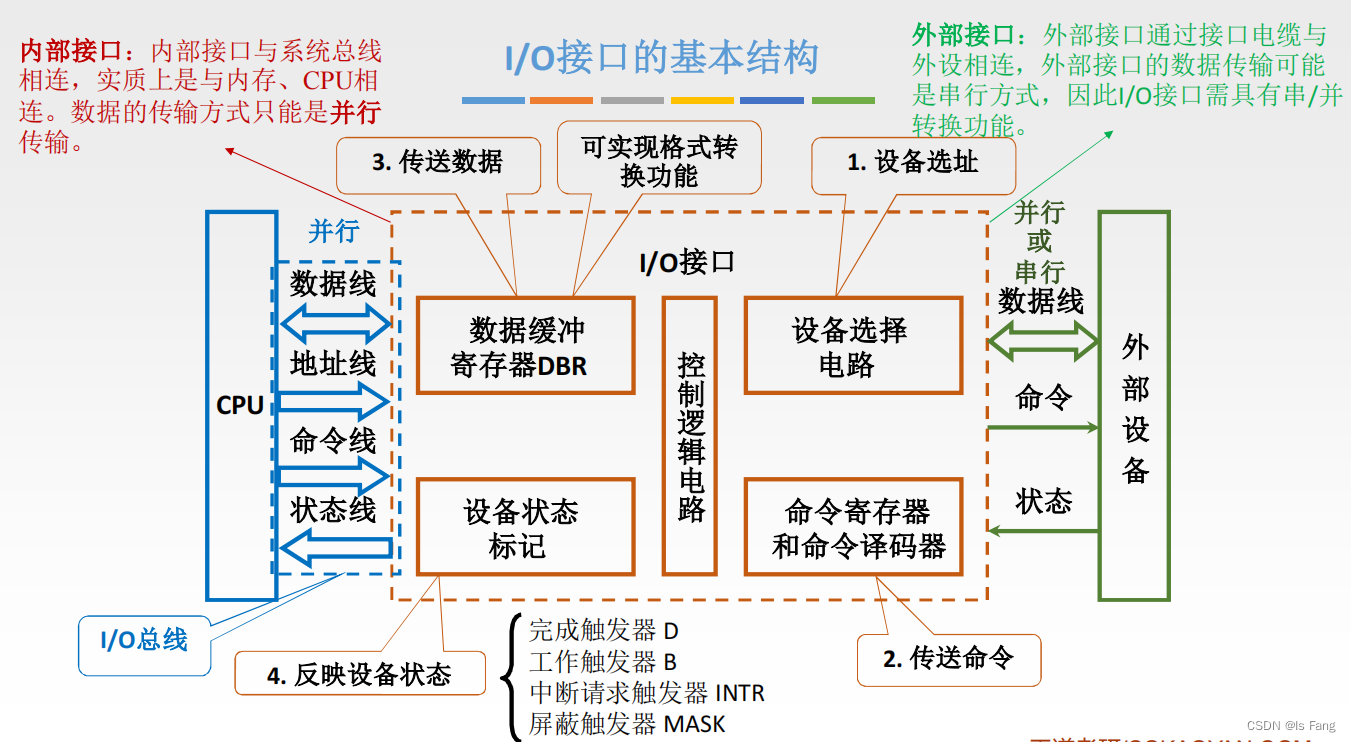 I/O接口的基本结构
内部接口：内部接口与系统总线
相连，实质上是与内存、CPU相
连。数据的传输方式只能是并行
传输。
外部接口：外部接口通过接口电缆与
外设相连，外部接口的数据传输可能
是串行方式，因此I/O接口需具有串/并
转换功能。
3. 传送数据
可实现格式转
换功能
1. 设备选址
并行
数据线
地址线
命令线
状态线
CPU
I/O总线
I/O接口
数据缓冲
寄存器DBR
控制逻辑电路
设备选择
电路
设备状态
标记
命令寄存器
和命令译码器
并行
或
串行
数据线
命令
状态
外部设备
4. 反映设备状态
完成触发器 D
工作触发器 B
中断请求触发器 INTR
屏蔽触发器 MASK
2. 传送命令
CSDN @ls Fang